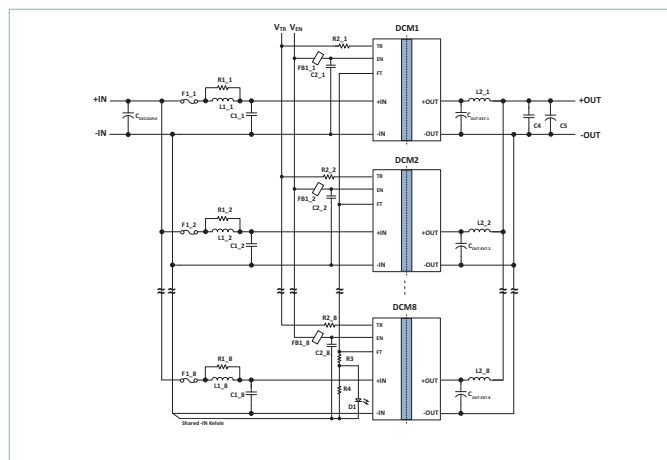 VTR VEN
DCM1
R2_1
TR
FB1_1
EN
C2_1
FT
R1_1
F1_1
L2_1
+IN
+IN
+OUT
+OUT
L1_1
CDECOUPLE
C1_1
COUT-EXT-1
C4
C5
-IN
-IN
-OUT
-OUT
DCM2
R2_2
TR
FB1_2
EN
C2_2
FT
R1_2
F1_2
L2_2
+IN
+OUT
L1_2
C1_2
COUT-EXT-2
-IN
-OUT
DCM8
R2_8
TR
FB1_8
EN
C2_8
FT
R3
R1_8
F1_8
L2_8
+IN
+OUT
L1_8
R4
C1_8
D1
COUT-EXT-8
-IN
-OUT
Shared -IN Kelvin